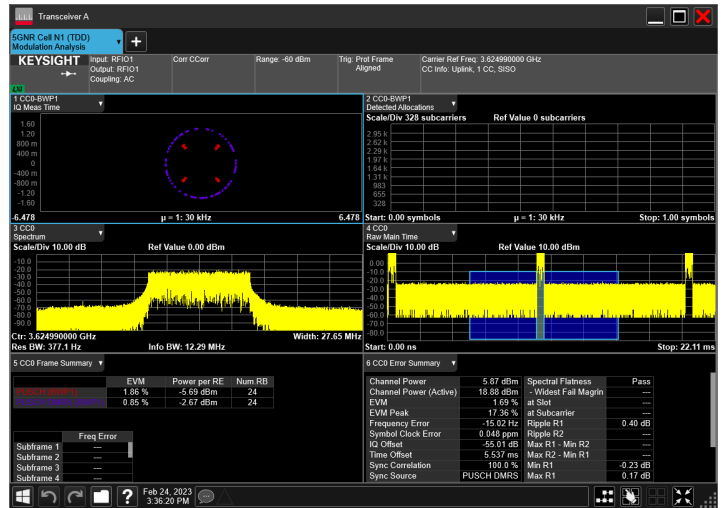 Transceiver A
5GNR Cell N1 (TDD)
Modulation Analysis
KEYSIGHT
LXI
Input: RFIO1
Output: RFIO1
Coupling: AC
Corr CCorr
Range: -60 dBm
Trig: Prot Frame
Aligned
Carrier Ref Freq: 3.624990000 GHz
CC Info: Uplink, 1 CC, SISO
1 CC0-BWP1
IQ Meas Time
1.60
1.20
800 m
400 m
0
-400 m
-800 m
-1.20
-1.60
-6.478 µ = 1: 30 kHz 6.478
2 CC0-BWP1
Detected Allocations
Scale/Div 328 subcarriers Ref Value 0 subcarriers
2.95 k
2.62 k
2.29 k
1.97 k
1.64 k
1.31 k
983
655
328
Start: 0.00 symbols µ = 1: 30 kHz Stop: 1.00 symbols
3 CC0
Spectrum
Scale/Div 10.00 dB Ref Value 0.00 dBm
-10.0
-20.0
-30.0
-40.0
-50.0
-60.0
-70.0
-80.0
-90.0
Ctr: 3.624990000 GHz Width: 27.65 MHz
Res BW: 377.1 Hz Info BW: 12.29 MHz
4 CC0
Raw Main Time
Scale/Div 10.00 dB Ref Value 10.00 dBm
0.00
-10.0
-20.0
-30.0
-40.0
-50.0
-60.0
-70.0
-80.0
Start: 0.00 ns Stop: 22.11 ms
5 CC0 Frame Summary
EVM Power per RE Num.RB
PUSCH (BWP1) 1.86 % -5.69 dBm 24
0.85 % -2.67 dBm 24
Freq Error
Subframe 1 ---
Subframe 2 ---
Subframe 3 ---
Subframe 4 ---
6 CC0 Error Summary
Channel Power 5.87 dBm Spectral Flatness Pass
Channel Power (Active) 18.88 dBm - Widest Fail Magrin ---
EVM 1.69 % at Slot ---
EVM Peak 17.36 % at Subcarrier ---
Frequency Error -15.02 Hz Ripple R1 0.40 dB
Symbol Clock Error 0.048 ppm Ripple R2 ---
IQ Offset -55.01 dB Max R1 - Min R2 ---
Time Offset 5.537 ms Max R2 - Min R1 ---
Sync Correlation 100.0 % Min R1 -0.23 dB
Sync Source PUSCH DMRS Max R1 0.17 dB
?
Feb 24, 2023
3:36:20 PM